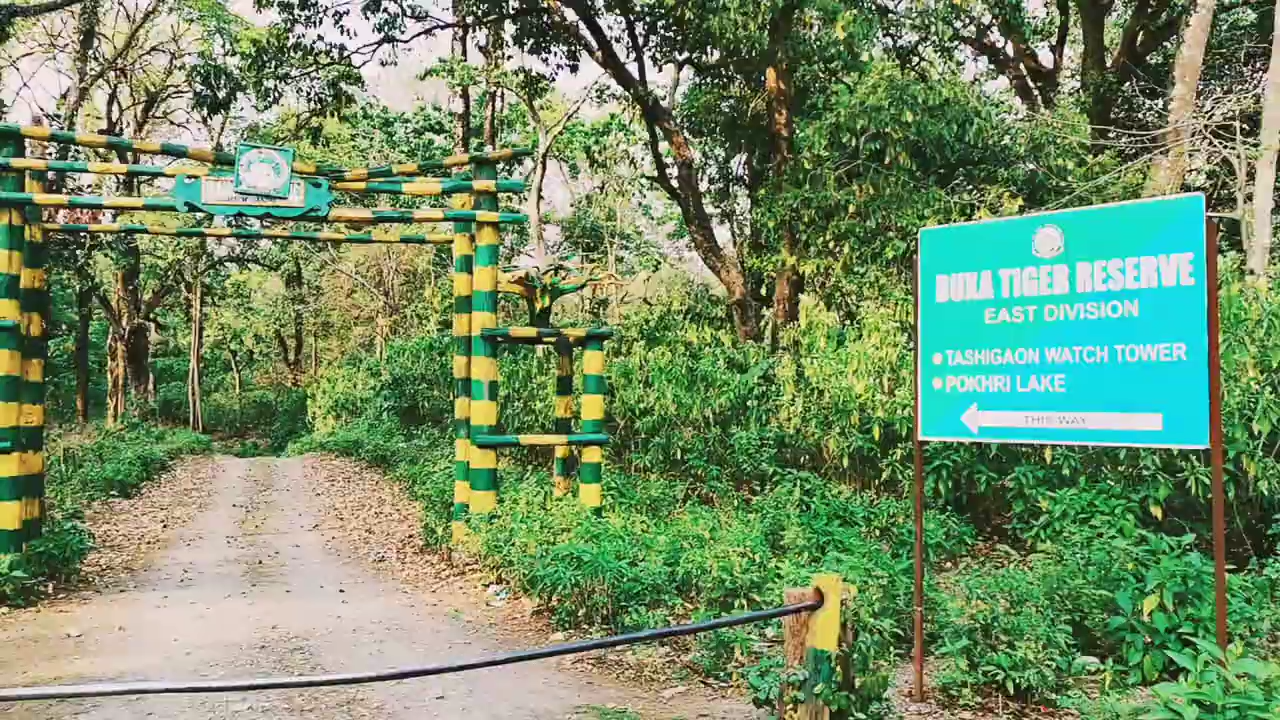 BUXA TIGER RESERVE
EAST DIVISION
TASHIGAON WATCH TOWER
POKHRI LAKE
THIS WAY